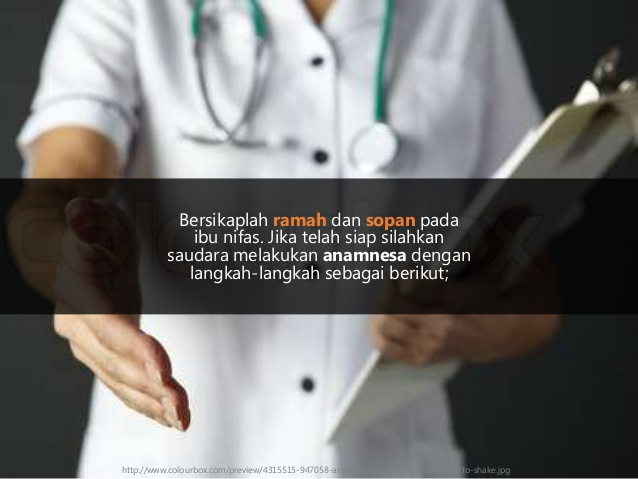 Bersikaplah ramah dan sopan pada
ibu nifas. Jika telah siap silahkan
saudara melakukan anamnesa dengan
langkah-langkah sebagai berikut;
http://www.colourbox.com/preview/4315515-947058-a to-shake.jpg